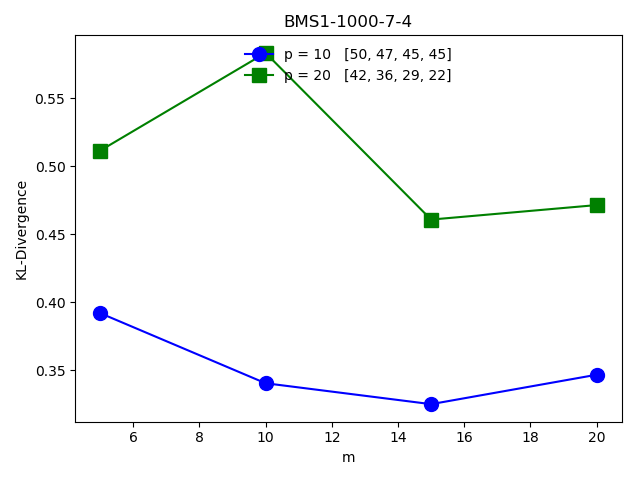 BMS1-1000-7-4
p = 10   [50, 47, 45, 45]
p = 20   [42, 36, 29, 22]
KL-Divergence
0.55
0.50
0.45
0.40
0.35
6 8 10 12 14 16 18 20
m